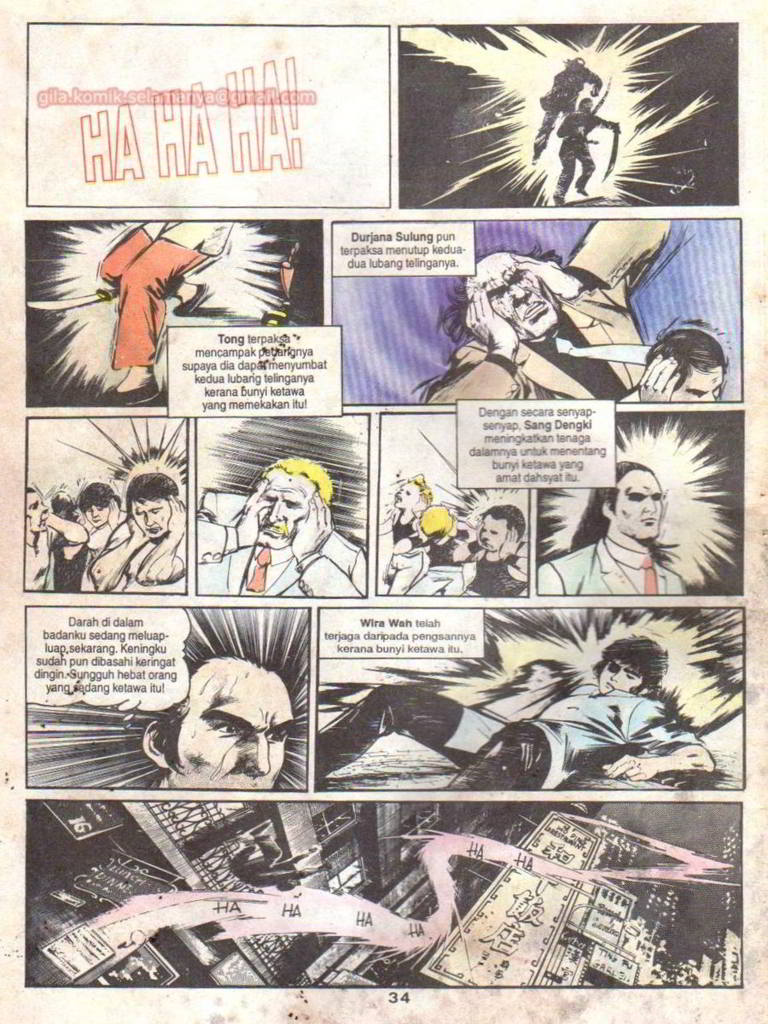 gila.komik.selamanya@gmail.com
HA HA HA!
Durjana Sulung pun
terpaksa menutup kedua-
dua lubang telinganya.
Tong terpaksa
mencampak pedangnya
supaya dia dapat menyumbat
kedua lubang telinganya
kerana bunyi ketawa
yang memekakan itu!
Dengan secara senyap-
senyap, Sang Dengki
meningkatkan tenaga
dalamnya untuk menentang
bunyi ketawa yang
amat dahsyat itu.
Darah di dalam
badanku sedang meluap-
luap sekarang. Keningku
sudah pun dibasahi keringat
dingin. Sungguh hebat orang
yang sedang ketawa itu!
Wira Wah telah
terjaga daripada pengsannya
kerana bunyi ketawa itu.
HA
HA
HA
HA
HA
HA
HA
34